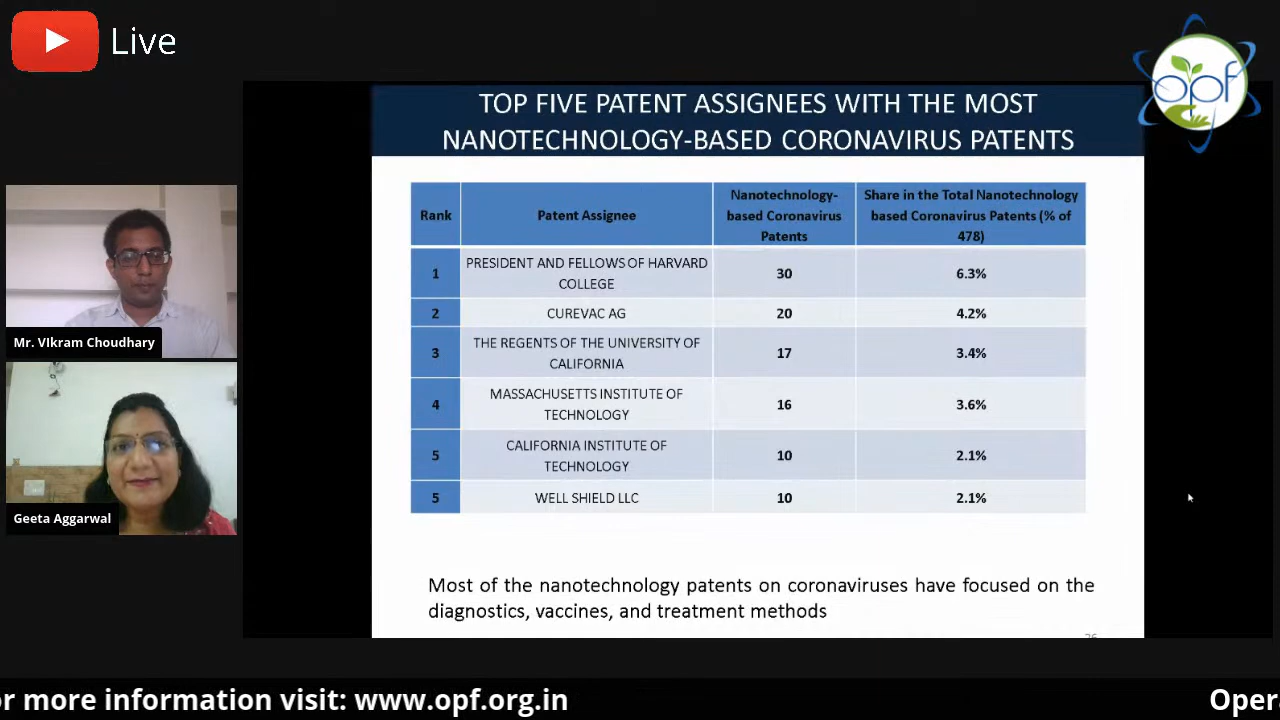 Live
opf
TOP FIVE PATENT ASSIGNEES WITH THE MOST
NANOTECHNOLOGY-BASED CORONAVIRUS PATENTS
Rank
Patent Assignee
Nanotechnology-
based Coronavirus
Patents
Share in the Total Nanotechnology
based Coronavirus Patents (% of
478)
1
PRESIDENT AND FELLOWS OF HARVARD
COLLEGE
30
6.3%
2
CUREVAC AG
20
4.2%
3
THE REGENTS OF THE UNIVERSITY OF
CALIFORNIA
17
3.4%
4
MASSACHUSETTS INSTITUTE OF
TECHNOLOGY
16
3.6%
5
CALIFORNIA INSTITUTE OF
TECHNOLOGY
10
2.1%
5
WELL SHIELD LLC
10
2.1%
Most of the nanotechnology patents on coronaviruses have focused on the
diagnostics, vaccines, and treatment methods
Mr. VIkram Choudhary
Geeta Aggarwal
or more information visit: www.opf.org.in
Oper